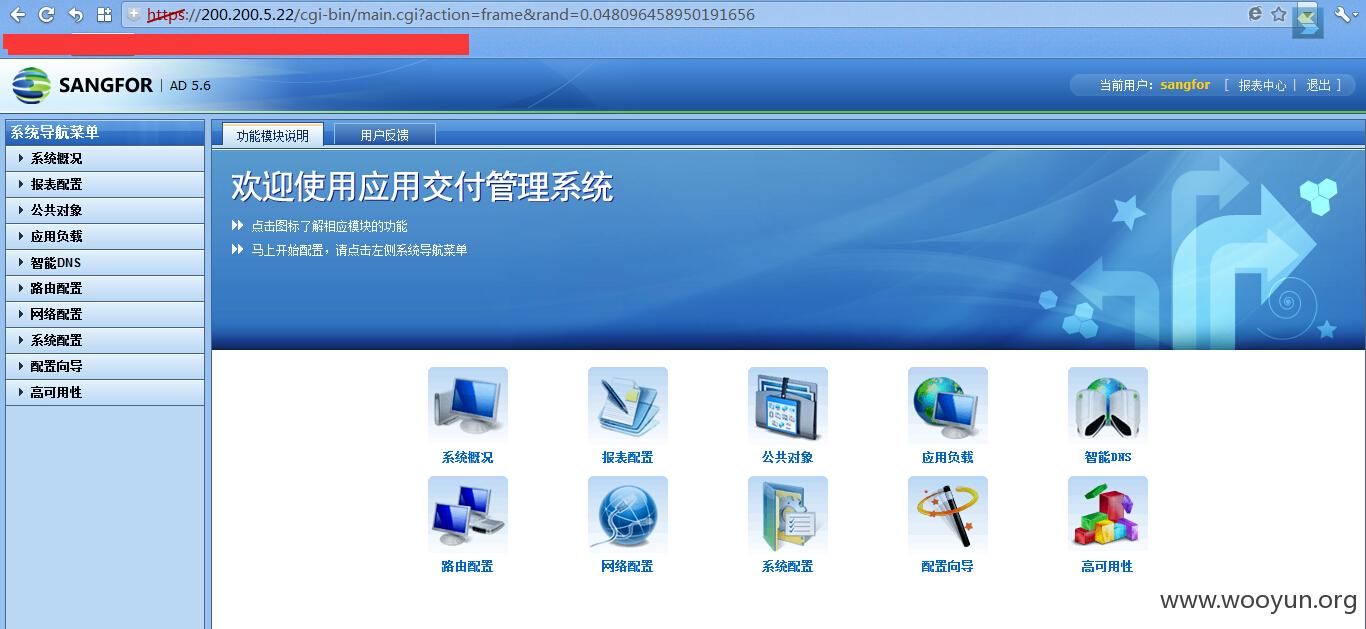 https://200.200.5.22/cgi-bin/main.cgi?action=frame&rand=0.048096458950191656
SANGFOR | AD 5.6
当前用户: sangfor [ 报表中心 | 退出 ]
系统导航菜单
系统概况
报表配置
公共对象
应用负载
智能DNS
路由配置
网络配置
系统配置
配置向导
高可用性
功能模块说明 用户反馈
欢迎使用应用交付管理系统
点击图标了解相应模块的功能
马上开始配置，请点击左侧系统导航菜单
系统概况 报表配置 公共对象 应用负载 智能DNS
路由配置 网络配置 系统配置 配置向导 高可用性
www.wooyun.org